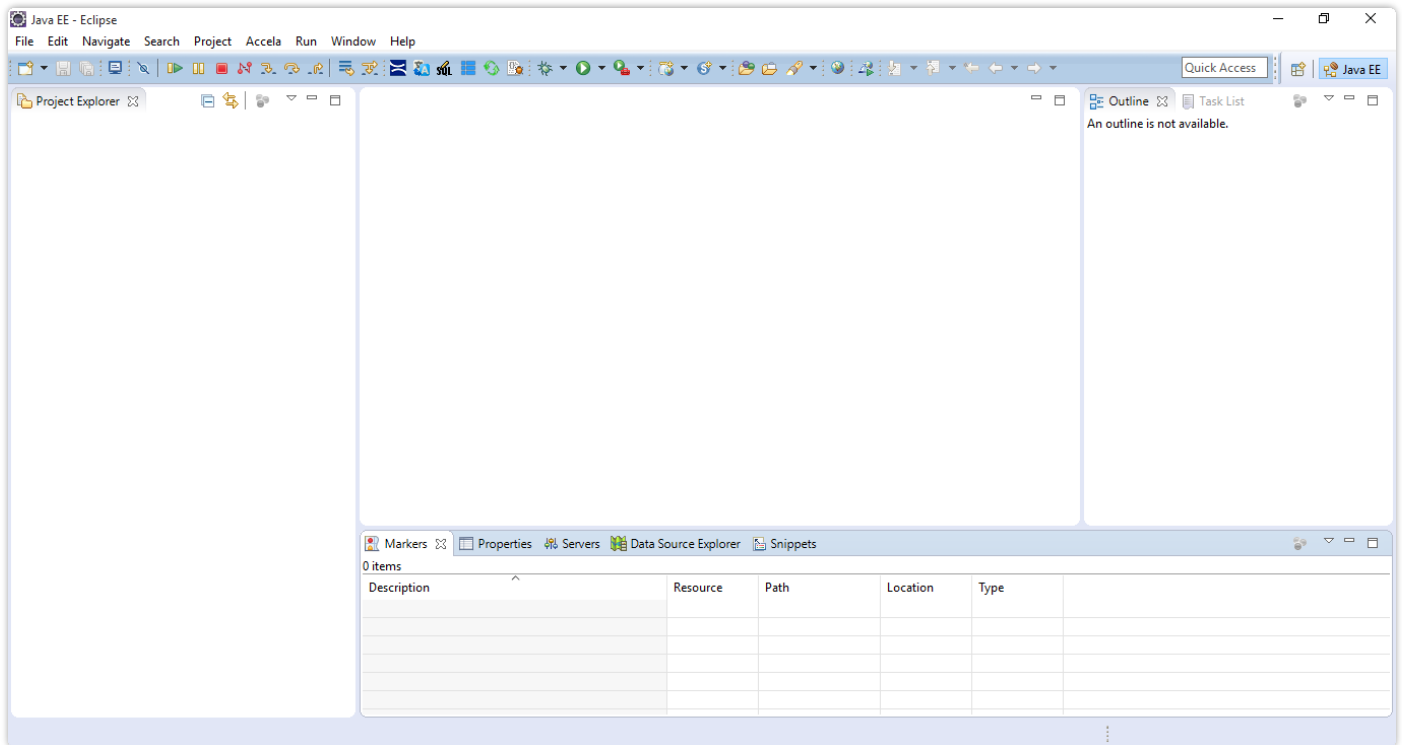 Java EE - Eclipse
File Edit Navigate Search Project Accela Run Window Help
Quick Access Java EE
Project Explorer
Outline Task List
An outline is not available.
Markers Properties Servers Data Source Explorer Snippets
0 items
Description Resource Path Location Type